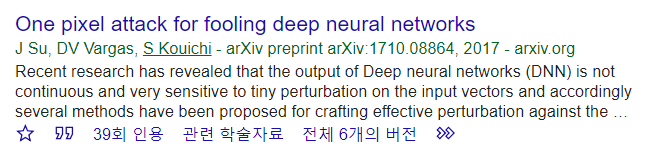 One pixel attack for fooling deep neural networks
J Su, DV Vargas, S Kouichi - arXiv preprint arXiv:1710.08864, 2017 - arxiv.org
Recent research has revealed that the output of Deep neural networks (DNN) is not
continuous and very sensitive to tiny perturbation on the input vectors and accordingly
several methods have been proposed for crafting effective perturbation against the …
39회 인용 관련 학술자료 전체 6개의 버전